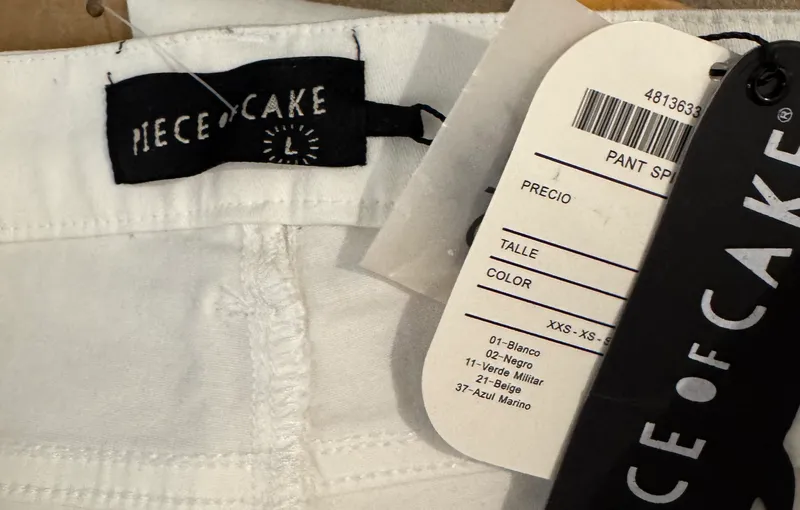 PIECE OF CAKE
L
4813633
PANT
PRECIO
TALLE
COLOR
XXS - XS -
01-Blanco
02-Negro
11-Verde Militar
21-Beige
37-Azul Marino
CE OF CAKE®